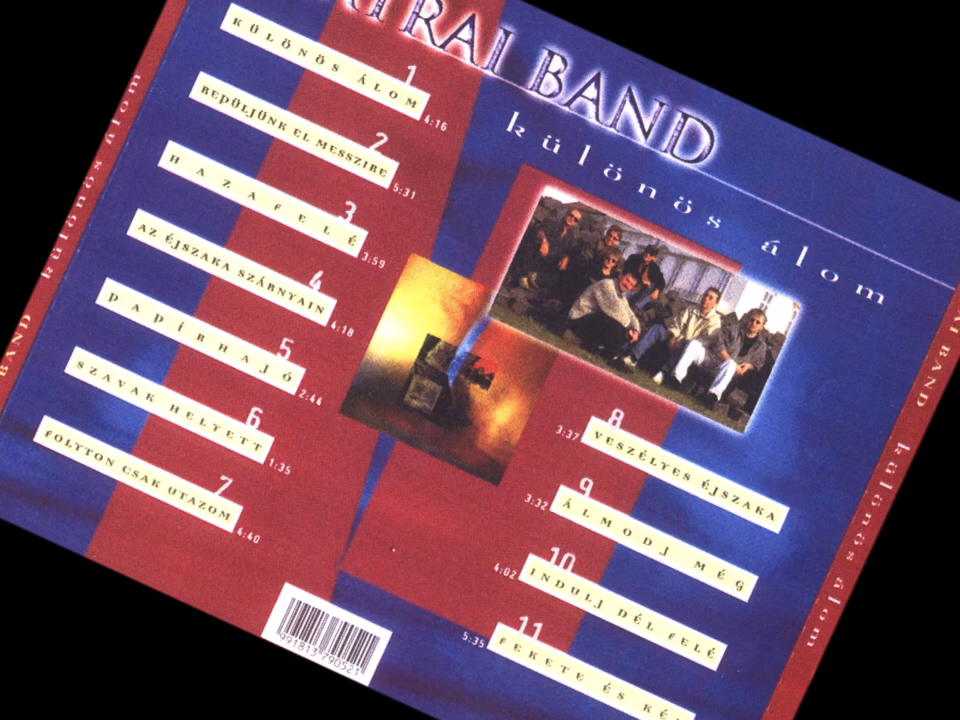 BAND
különös álom
1
KÜLÖNÖS ÁLOM
4:16
2
REPÜLJÜNK EL MESSZIRE
5:31
3
HAZAFELÉ
3:59
4
AZ ÉJSZAKA SZÁRNYAIN
4:18
5
PAPÍRHAJÓ
2:44
6
SZAVAK HELYETT
1:35
7
FOLYTON CSAK UTAZOM
4:40
8
VESZÉLYES ÉJSZAKA
3:37
9
ÁLMODJ MÉG
3:32
10
INDULJ DÉL FELÉ
4:02
11
FEKETE ÉS
5:35
991813 790521
BAND különös álom
BAND különös álom